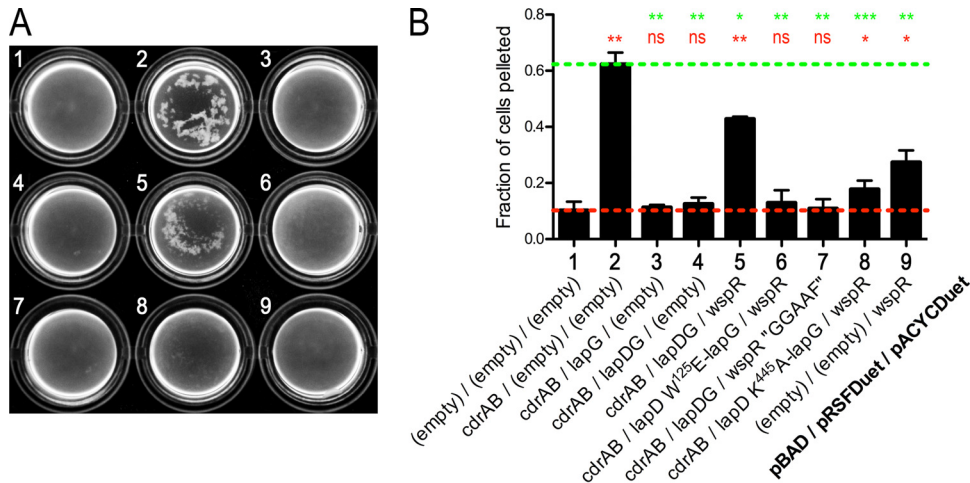 A
1 2 3
4 5 6
7 8 9
B
Fraction of cells pelleted
0.8
0.6
0.4
0.2
0.0
** ** * ** ** *** **
** ns ns ** ns ns * *
1 2 3 4 5 6 7 8 9
(empty) / (empty) / (empty)
cdrAB / (empty) / (empty)
cdrAB / lapG / (empty)
cdrAB / lapDG / (empty)
cdrAB / lapDG / wspR
cdrAB / lapD W¹²⁵E-lapG / wspR
cdrAB / lapDG / wspR "GGAAF"
cdrAB / lapD K⁴⁴⁵A-lapG / wspR
(empty) / (empty) / wspR
pBAD / pRSFDuet / pACYCDuet